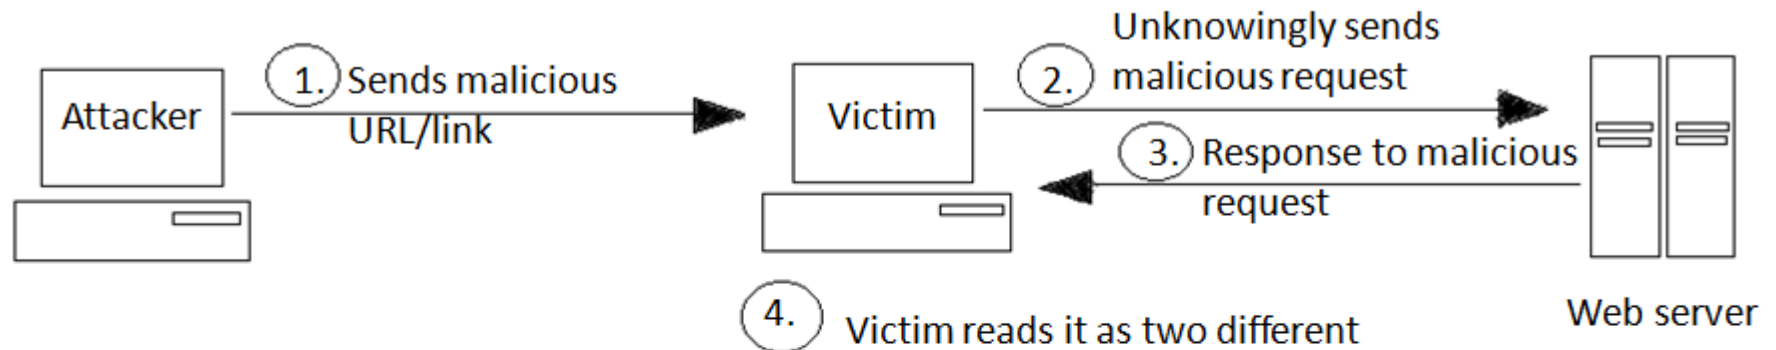 Attacker
1. Sends malicious
URL/link
Victim
2. Unknowingly sends
malicious request
3. Response to malicious
request
Web server
4. Victim reads it as two different